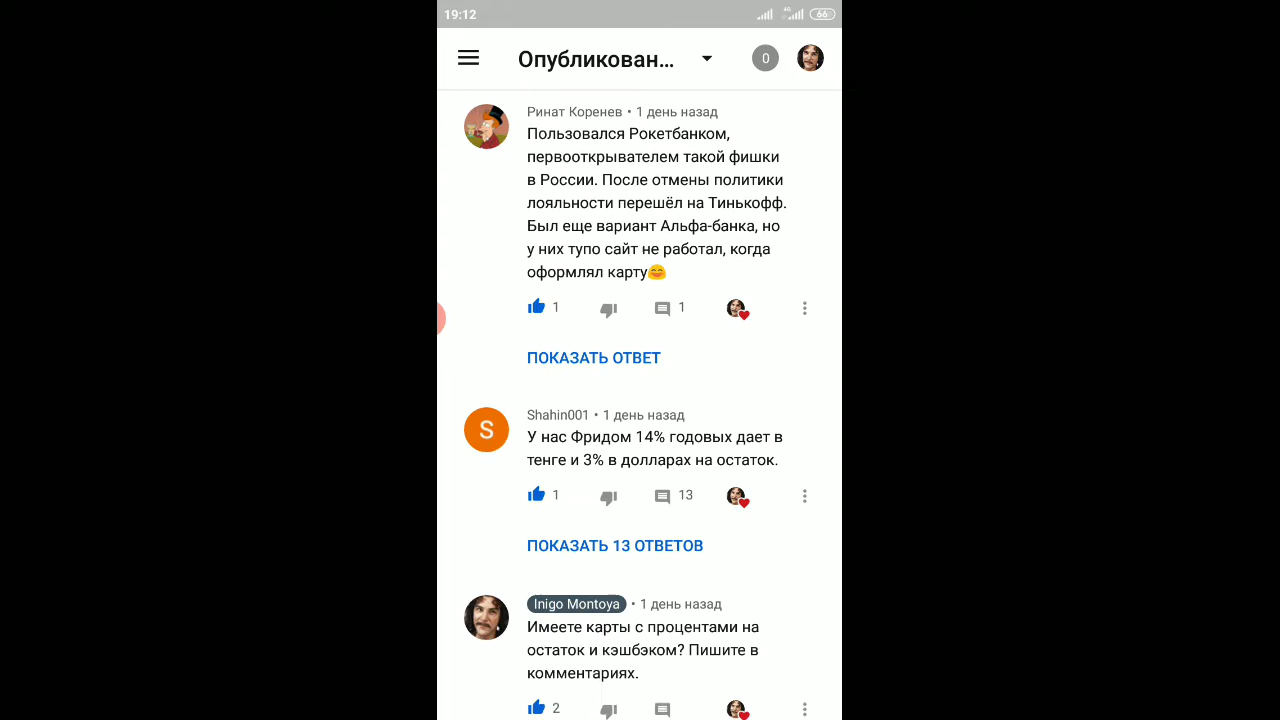 19:12
4G
66
Опубликован...
0
Ринат Коренев • 1 день назад
Пользовался Рокетбанком,
первооткрывателем такой фишки
в России. После отмены политики
лояльности перешёл на Тинькофф.
Был еще вариант Альфа-банка, но
у них тупо сайт не работал, когда
оформлял карту🤗
1
1
ПОКАЗАТЬ ОТВЕТ
S
Shahin001 • 1 день назад
У нас Фридом 14% годовых дает в
тенге и 3% в долларах на остаток.
1
13
ПОКАЗАТЬ 13 ОТВЕТОВ
Inigo Montoya • 1 день назад
Имеете карты с процентами на
остаток и кэшбэком? Пишите в
комментариях.
2